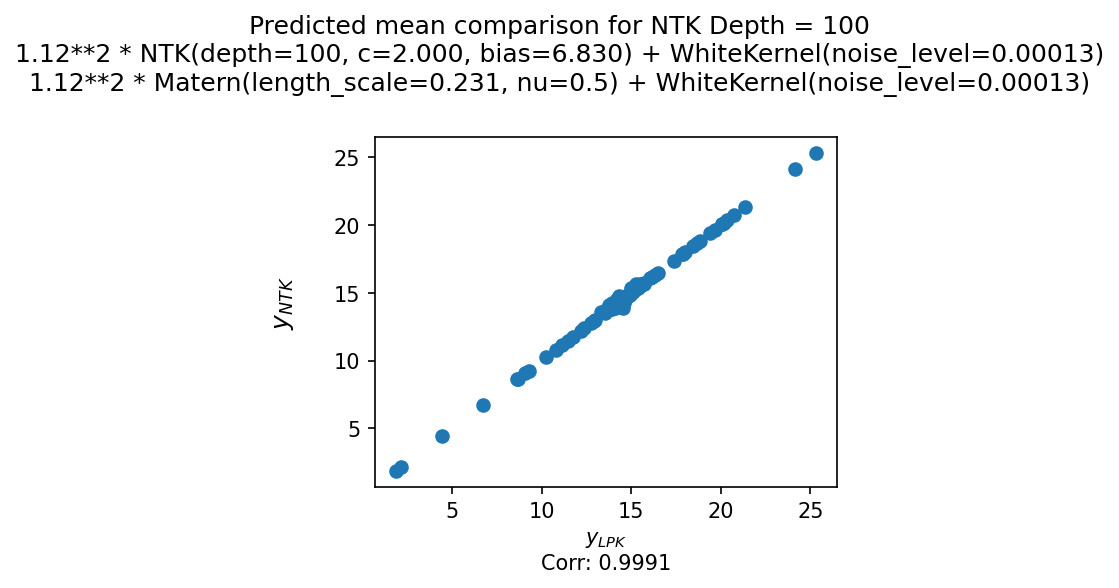 Predicted mean comparison for NTK Depth = 100
1.12**2 * NTK(depth=100, c=2.000, bias=6.830) + WhiteKernel(noise_level=0.00013)
1.12**2 * Matern(length_scale=0.231, nu=0.5) + WhiteKernel(noise_level=0.00013)
25
20
15
10
5
y_NTK
5 10 15 20 25
y_LPK
Corr: 0.9991